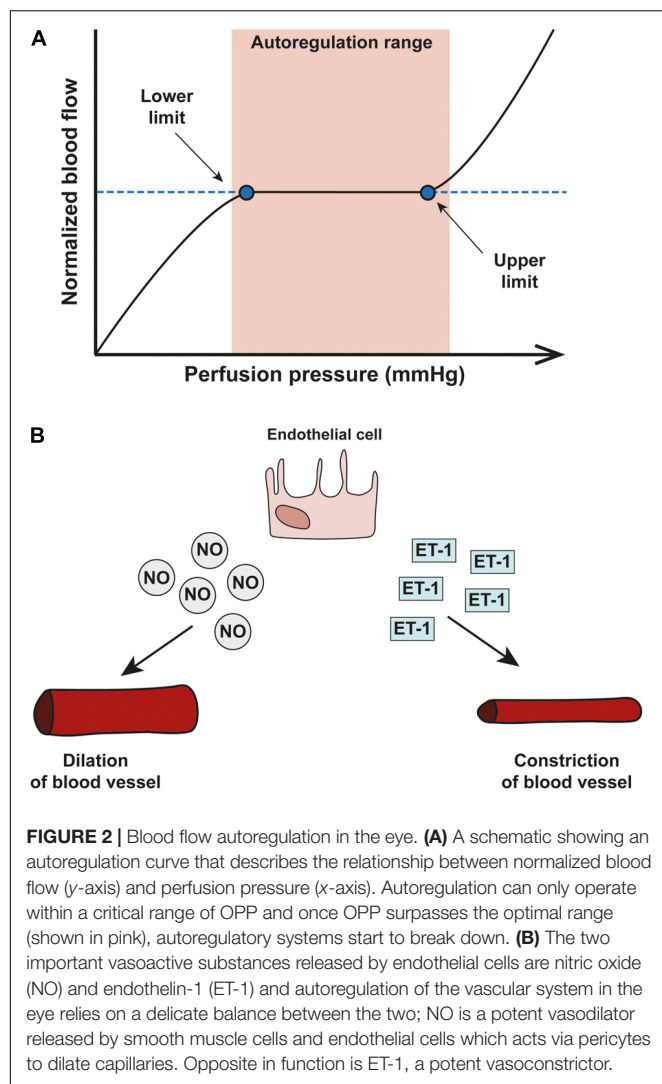 A
Autoregulation range
Lower
limit
Normalized blood flow
Upper
limit
Perfusion pressure (mmHg)
B
Endothelial cell
NO
NO
NO
NO
NO
ET-1
ET-1
ET-1
ET-1
ET-1
Dilation
of blood vessel
Constriction
of blood vessel
FIGURE 2 | Blood flow autoregulation in the eye. (A) A schematic showing an
autoregulation curve that describes the relationship between normalized blood
flow (y-axis) and perfusion pressure (x-axis). Autoregulation can only operate
within a critical range of OPP and once OPP surpasses the optimal range
(shown in pink), autoregulatory systems start to break down. (B) The two
important vasoactive substances released by endothelial cells are nitric oxide
(NO) and endothelin-1 (ET-1) and autoregulation of the vascular system in the
eye relies on a delicate balance between the two; NO is a potent vasodilator
released by smooth muscle cells and endothelial cells which acts via pericytes
to dilate capillaries. Opposite in function is ET-1, a potent vasoconstrictor.